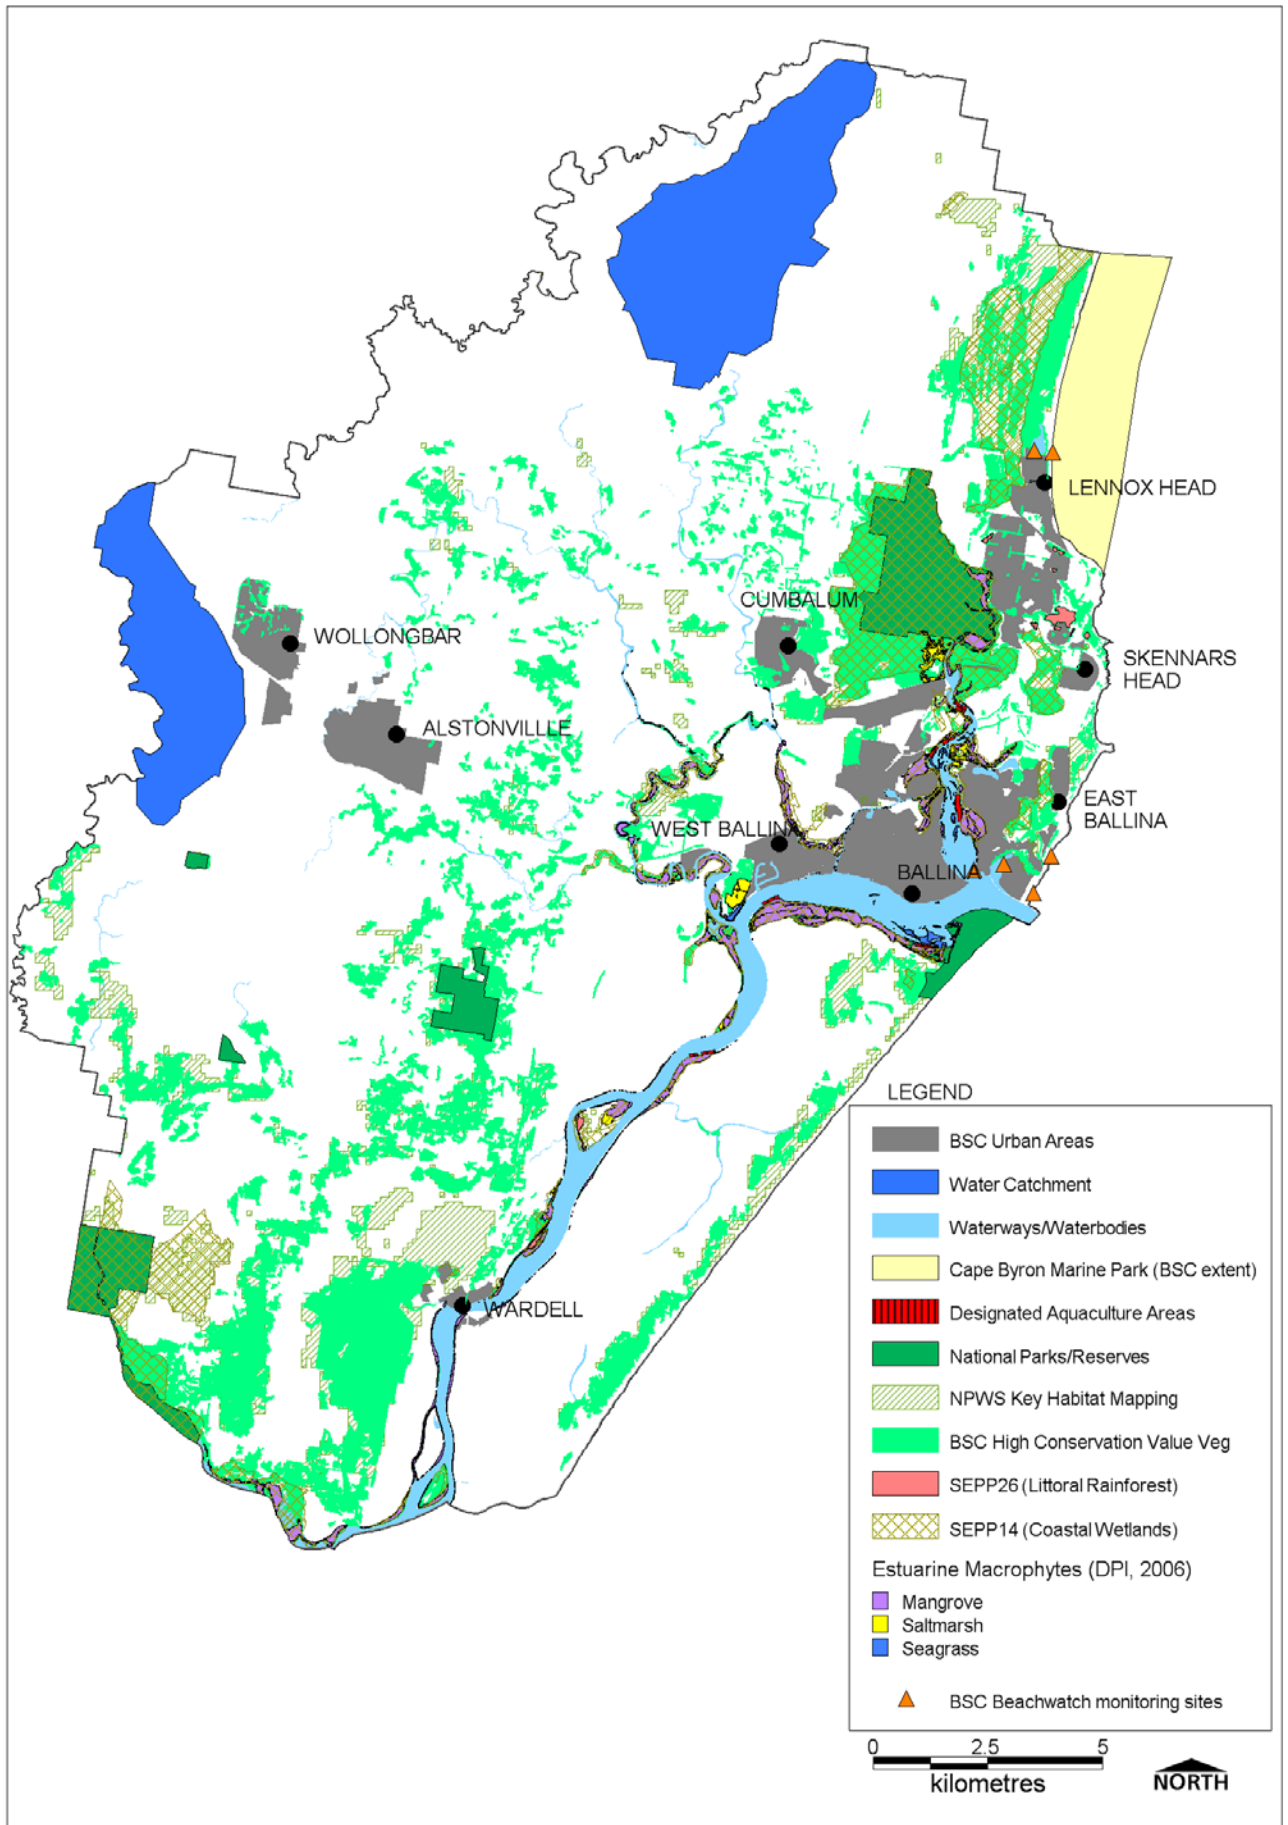 LENNOX HEAD
CUMBALUM
WOLLONGBAR
SKENNARS
HEAD
ALSTONVILLLE
EAST
BALLINA
WEST BALLINA
BALLINA
WARDELL
LEGEND
BSC Urban Areas
Water Catchment
Waterways/Waterbodies
Cape Byron Marine Park (BSC extent)
Designated Aquaculture Areas
National Parks/Reserves
NPWS Key Habitat Mapping
BSC High Conservation Value Veg
SEPP26 (Littoral Rainforest)
SEPP14 (Coastal Wetlands)
Estuarine Macrophytes (DPI, 2006)
Mangrove
Saltmarsh
Seagrass
BSC Beachwatch monitoring sites
0 2.5 5
kilometres
NORTH